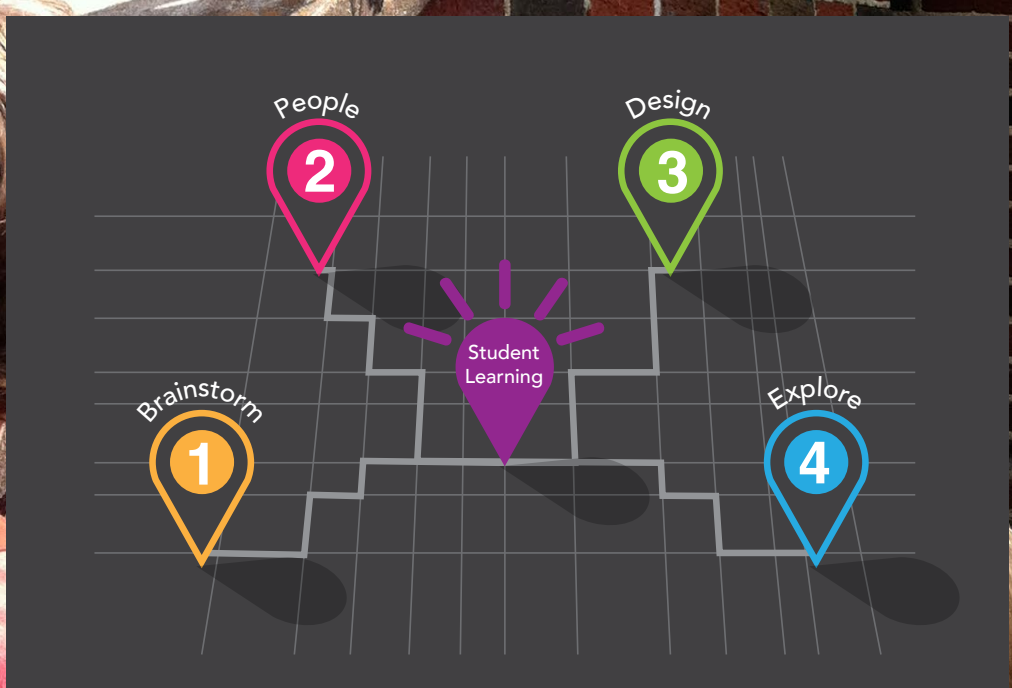 People
2
Design
3
Student
Learning
Brainstorm
1
Explore
4